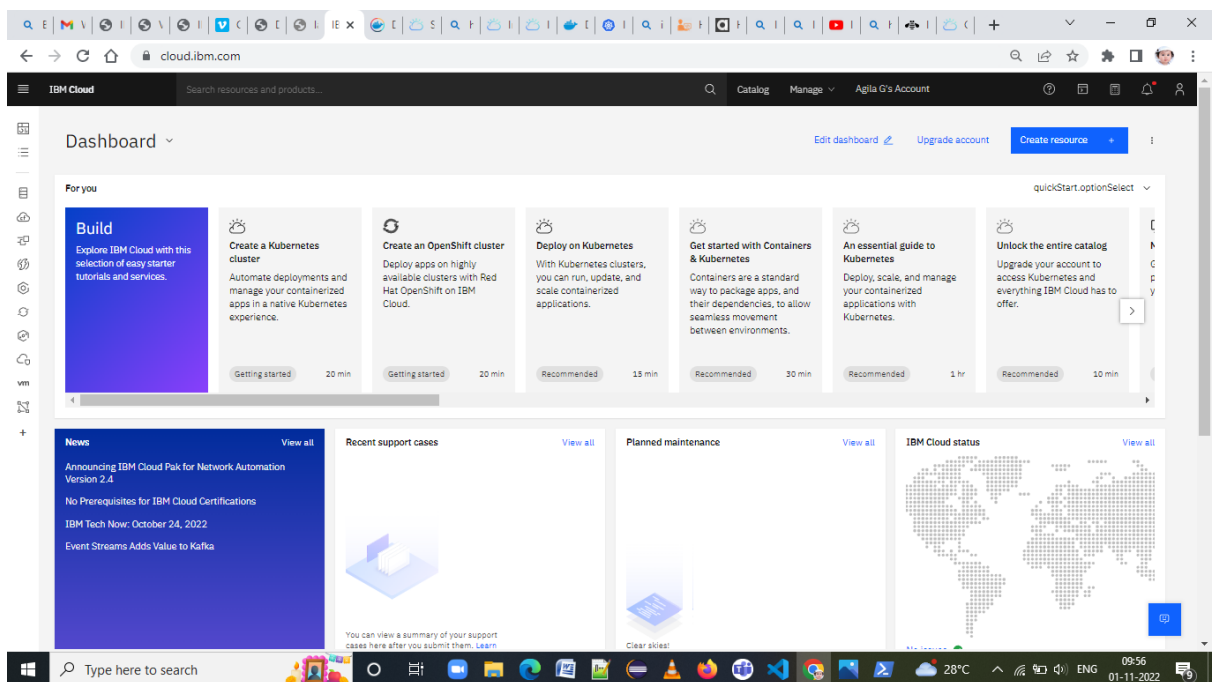 cloud.ibm.com
IBM Cloud
Search resources and products...
Catalog
Manage
Agila G's Account
Dashboard
Edit dashboard
Upgrade account
Create resource +
For you
quickStart.optionSelect
Build
Explore IBM Cloud with this
selection of easy starter
tutorials and services.
Create a Kubernetes
cluster
Automate deployments and
manage your containerized
apps in a native Kubernetes
experience.
Getting started
20 min
Create an OpenShift cluster
Deploy apps on highly
available clusters with Red
Hat OpenShift on IBM
Cloud.
Getting started
20 min
Deploy on Kubernetes
With Kubernetes clusters,
you can run, update, and
scale containerized
applications.
Recommended
15 min
Get started with Containers
& Kubernetes
Containers are a standard
way to package apps, and
their dependencies, to allow
seamless movement
between environments.
Recommended
30 min
An essential guide to
Kubernetes
Deploy, scale, and manage
your containerized
applications with
Kubernetes.
Recommended
1 hr
Unlock the entire catalog
Upgrade your account to
access Kubernetes and
everything IBM Cloud has to
offer.
Recommended
10 min
vm
News
View all
Announcing IBM Cloud Pak for Network Automation
Version 2.4
No Prerequisites for IBM Cloud Certifications
IBM Tech Now: October 24, 2022
Event Streams Adds Value to Kafka
Recent support cases
View all
You can view a summary of your support
cases here after you submit them. Learn
Planned maintenance
View all
Clear skies!
IBM Cloud status
View all
No issues
Type here to search
28°C
ENG
09:56
01-11-2022